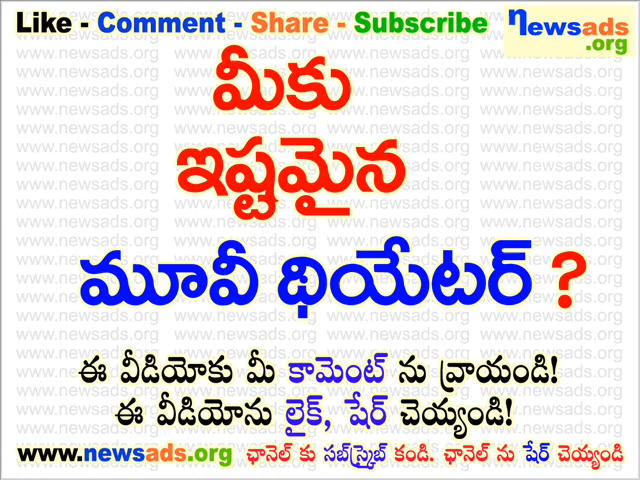 Like - Comment - Share - Subscribe
newsads
.org
మీకు
ఇష్టమైన
మూవీ థియేటర్ ?
ఈ వీడియోకు మీ కామెంట్ ను వ్రాయండి!
ఈ వీడియోను లైక్, షేర్ చెయ్యండి!
www.newsads.org ఛానెల్ కు సబ్‌స్క్రైబ్ కండి. ఛానెల్ ను షేర్ చెయ్యండి